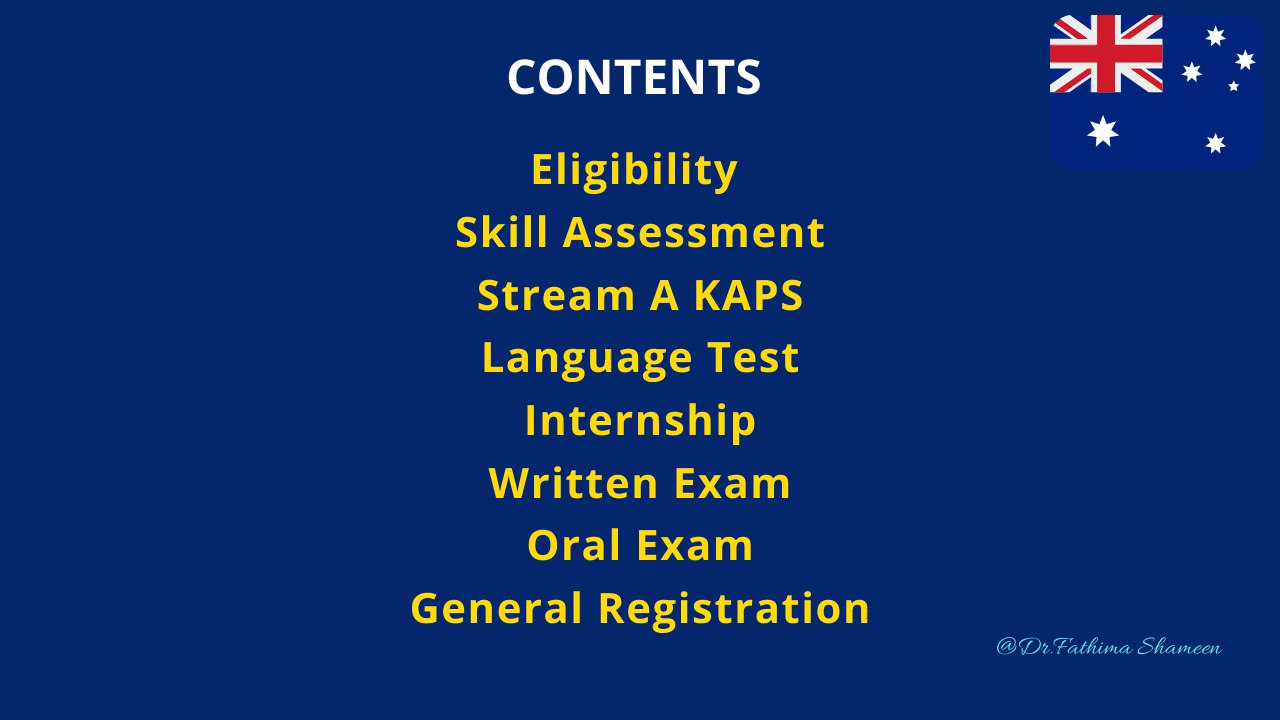 CONTENTS
Eligibility
Skill Assessment
Stream A KAPS
Language Test
Internship
Written Exam
Oral Exam
General Registration
@Dr.Fathima Shameen